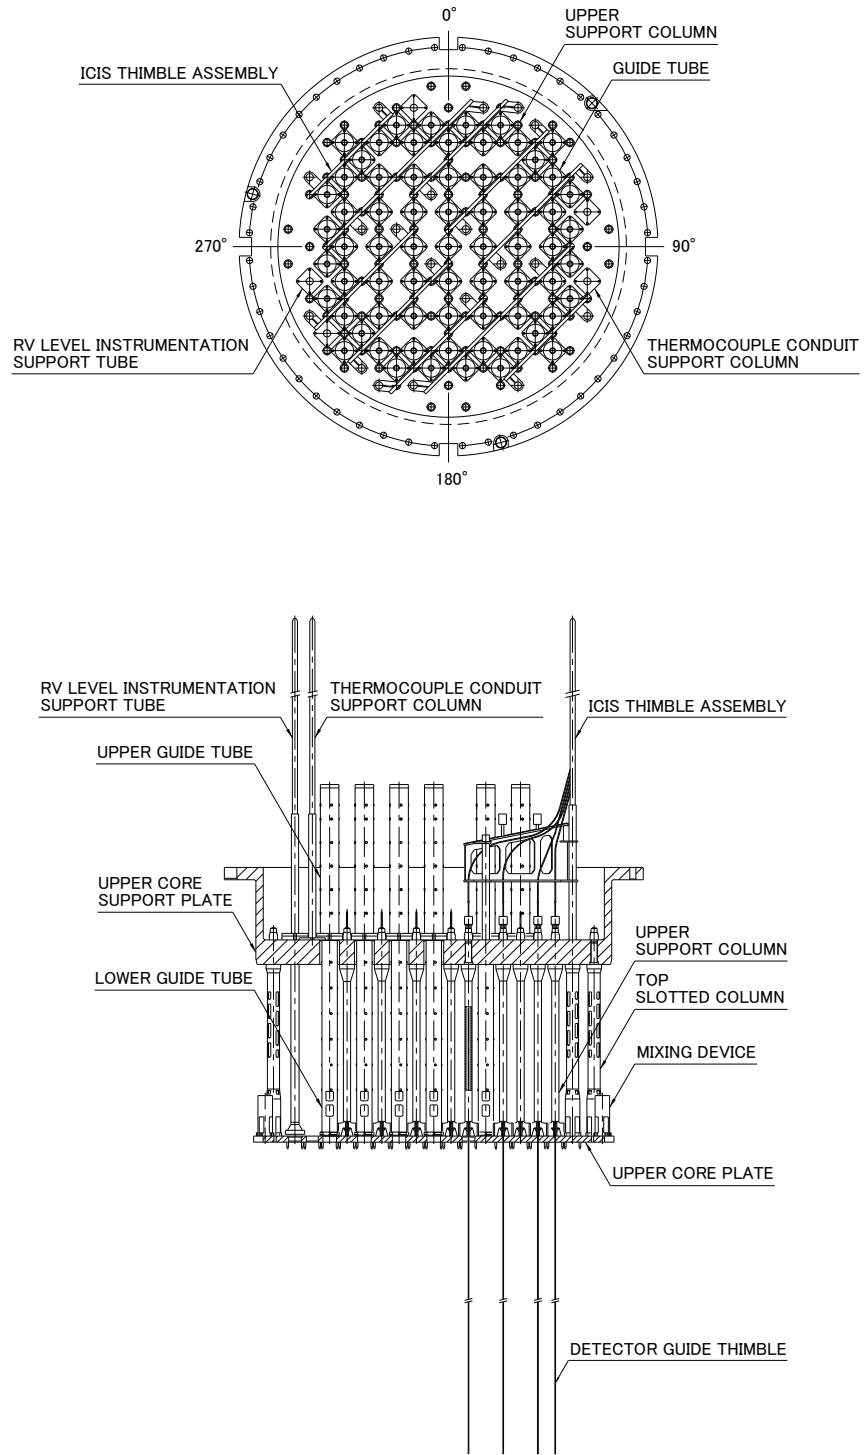 0°
UPPER
SUPPORT COLUMN
ICIS THIMBLE ASSEMBLY
GUIDE TUBE
270°
90°
RV LEVEL INSTRUMENTATION
SUPPORT TUBE
THERMOCOUPLE CONDUIT
SUPPORT COLUMN
180°
RV LEVEL INSTRUMENTATION
SUPPORT TUBE
THERMOCOUPLE CONDUIT
SUPPORT COLUMN
ICIS THIMBLE ASSEMBLY
UPPER GUIDE TUBE
UPPER CORE
SUPPORT PLATE
UPPER
SUPPORT COLUMN
LOWER GUIDE TUBE
TOP
SLOTTED COLUMN
MIXING DEVICE
UPPER CORE PLATE
DETECTOR GUIDE THIMBLE